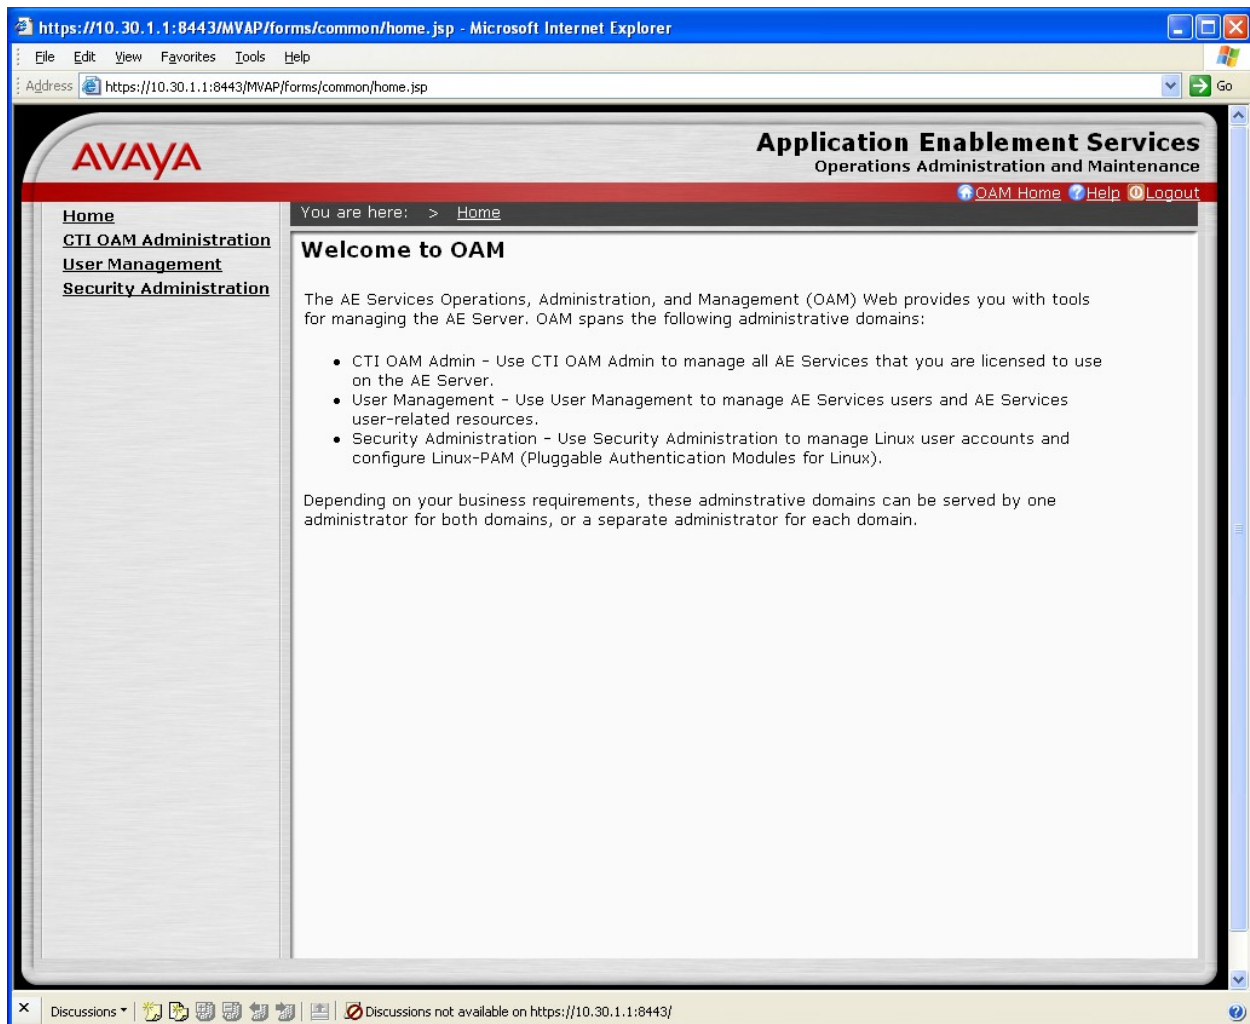 https://10.30.1.1:8443/MVAP/forms/common/home.jsp - Microsoft Internet Explorer
File Edit View Favorites Tools Help
Address https://10.30.1.1:8443/MVAP/forms/common/home.jsp Go
AVAYA
Application Enablement Services
Operations Administration and Maintenance
OAM Home Help Logout
Home
CTI OAM Administration
User Management
Security Administration
You are here: > Home
Welcome to OAM
The AE Services Operations, Administration, and Management (OAM) Web provides you with tools
for managing the AE Server. OAM spans the following administrative domains:
• CTI OAM Admin - Use CTI OAM Admin to manage all AE Services that you are licensed to use
on the AE Server.
• User Management - Use User Management to manage AE Services users and AE Services
user-related resources.
• Security Administration - Use Security Administration to manage Linux user accounts and
configure Linux-PAM (Pluggable Authentication Modules for Linux).
Depending on your business requirements, these adminstrative domains can be served by one
administrator for both domains, or a separate administrator for each domain.
Discussions Discussions not available on https://10.30.1.1:8443/